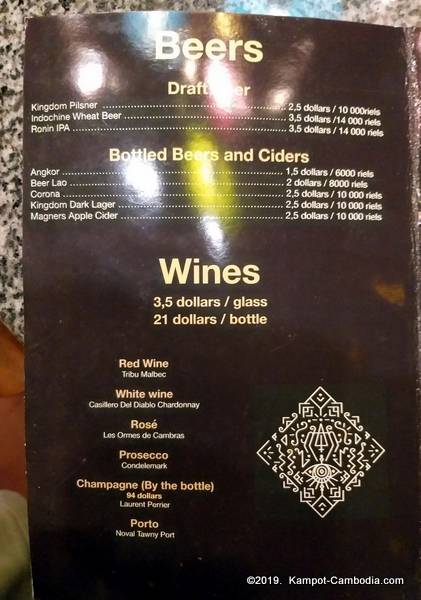 Beers
Draft Beer
Kingdom Pilsner ........ 2,5 dollars / 10 000riels
Indochine Wheat Beer ........ 3,5 dollars /14 000 riels
Ronin IPA ........ 3,5 dollars / 14 000 riels
Bottled Beers and Ciders
Angkor ........ 1,5 dollars / 6000 riels
Beer Lao ........ 2 dollars / 8000 riels
Corona ........ 2,5 dollars / 10 000 riels
Kingdom Dark Lager ........ 2,5 dollars / 10 000 riels
Magners Apple Cider ........ 2,5 dollars / 10 000 riels
Wines
3,5 dollars / glass
21 dollars / bottle
Red Wine
Tribu Malbec
White wine
Casillero Del Diablo Chardonnay
Rosé
Les Ormes de Cambras
Prosecco
Condelemark
Champagne (By the bottle)
94 dollars
Laurent Perrier
Porto
Noval Tawny Port
©2019. Kampot-Cambodia.com